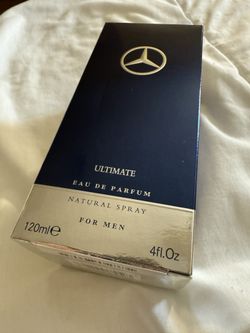 ULTIMATE
EAU DE PARFUM
NATURAL SPRAY
FOR MEN
120ml℮
4fl.Oz